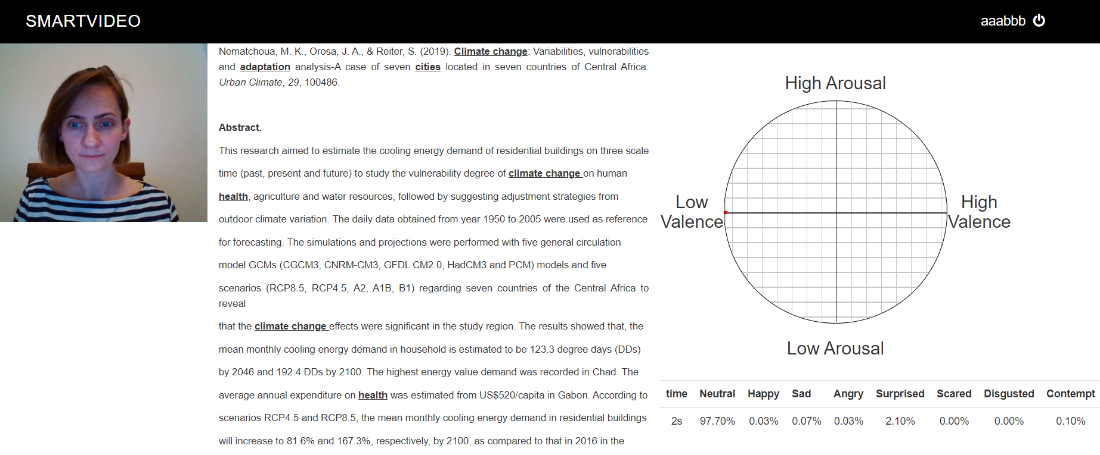 SMARTVIDEO
aaabbb
Nematchoua, M. K., Orosa, J. A., & Reiter, S. (2019). Climate change: Variabilities, vulnerabilities
and adaptation analysis-A case of seven cities located in seven countries of Central Africa.
Urban Climate, 29, 100486.
Abstract.
This research aimed to estimate the cooling energy demand of residential buildings on three scale
time (past, present and future) to study the vulnerability degree of climate change on human
health, agriculture and water resources, followed by suggesting adjustment strategies from
outdoor climate variation. The daily data obtained from year 1950 to 2005 were used as reference
for forecasting. The simulations and projections were performed with five general circulation
model GCMs (CGCM3, CNRM-CM3, GFDL CM2.0, HadCM3 and PCM) models and five
scenarios (RCP8.5, RCP4.5, A2, A1B, B1) regarding seven countries of the Central Africa to
reveal
that the climate change effects were significant in the study region. The results showed that, the
mean monthly cooling energy demand in household is estimated to be 123.3 degree days (DDs)
by 2046 and 192.4 DDs by 2100. The highest energy value demand was recorded in Chad. The
average annual expenditure on health was estimated from US$520/capita in Gabon. According to
scenarios RCP4.5 and RCP8.5, the mean monthly cooling energy demand in residential buildings
will increase to 81.6% and 167.3%, respectively, by 2100, as compared to that in 2016 in the
High Arousal
Low
Valence
High
Valence
Low Arousal
time Neutral Happy Sad Angry Surprised Scared Disgusted Contempt
2s 97.70% 0.03% 0.07% 0.03% 2.10% 0.00% 0.00% 0.10%